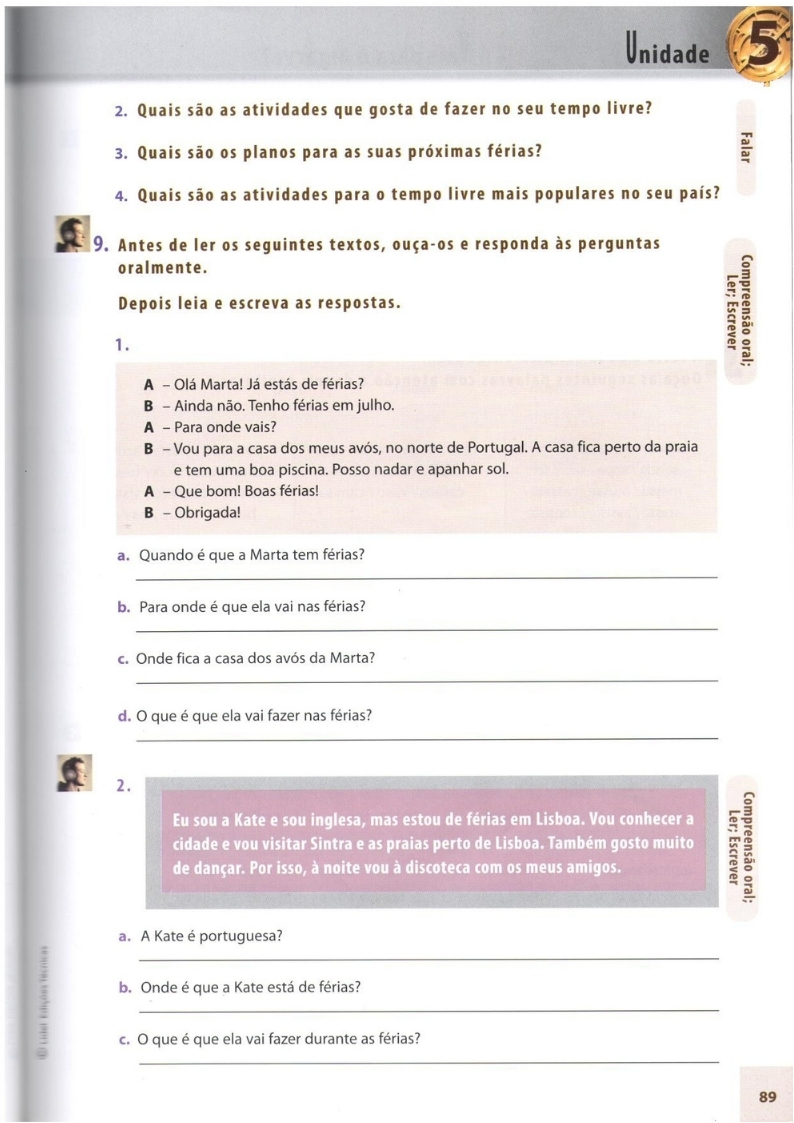 Unidade 5
2. Quais são as atividades que gosta de fazer no seu tempo livre?
3. Quais são os planos para as suas próximas férias?
4. Quais são as atividades para o tempo livre mais populares no seu país?
Falar
9. Antes de ler os seguintes textos, ouça-os e responda às perguntas
oralmente.
Depois leia e escreva as respostas.
Compreensão oral;
Ler; Escrever
1.
A – Olá Marta! Já estás de férias?
B – Ainda não. Tenho férias em julho.
A – Para onde vais?
B – Vou para a casa dos meus avós, no norte de Portugal. A casa fica perto da praia
e tem uma boa piscina. Posso nadar e apanhar sol.
A – Que bom! Boas férias!
B – Obrigada!
a. Quando é que a Marta tem férias?
b. Para onde é que ela vai nas férias?
c. Onde fica a casa dos avós da Marta?
d. O que é que ela vai fazer nas férias?
2.
Eu sou a Kate e sou inglesa, mas estou de férias em Lisboa. Vou conhecer a
cidade e vou visitar Sintra e as praias perto de Lisboa. Também gosto muito
de dançar. Por isso, à noite vou à discoteca com os meus amigos.
Compreensão oral;
Ler; Escrever
a. A Kate é portuguesa?
b. Onde é que a Kate está de férias?
c. O que é que ela vai fazer durante as férias?
© Lidel Edições Técnicas
89